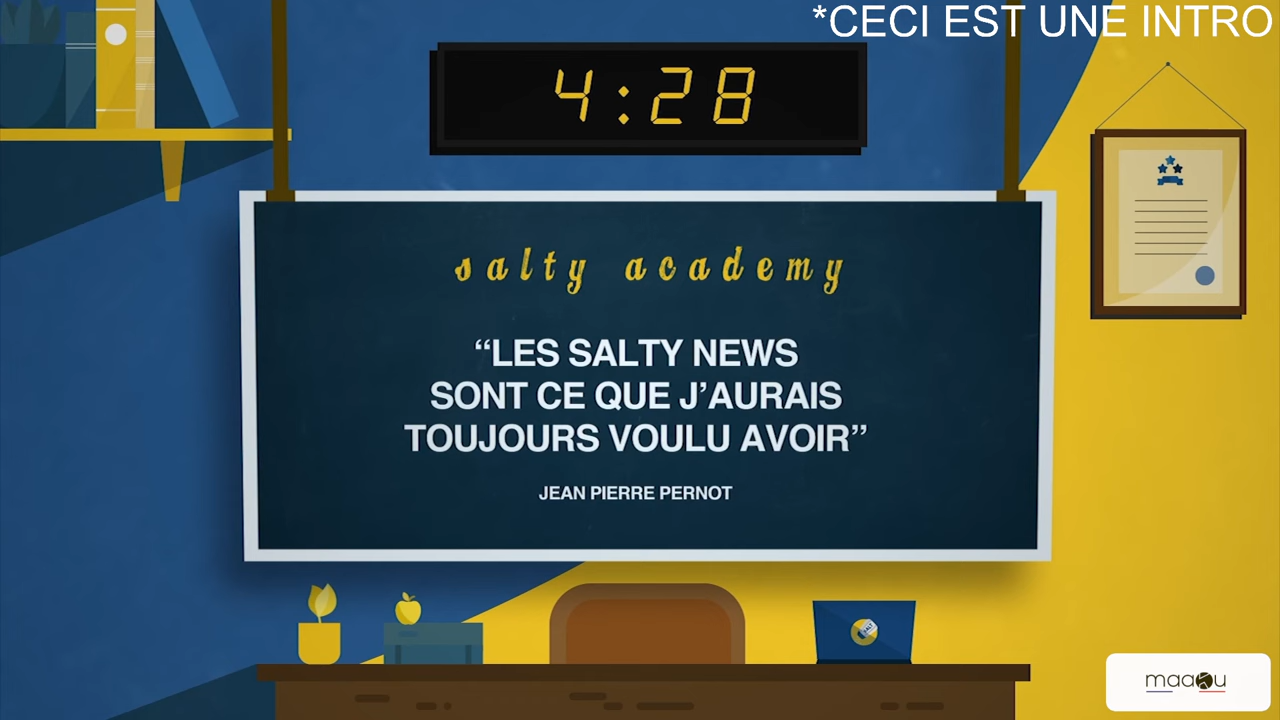 *CECI EST UNE INTRO
4:28
salty academy
“LES SALTY NEWS
SONT CE QUE J’AURAIS
TOUJOURS VOULU AVOIR”
JEAN PIERRE PERNOT
maaku